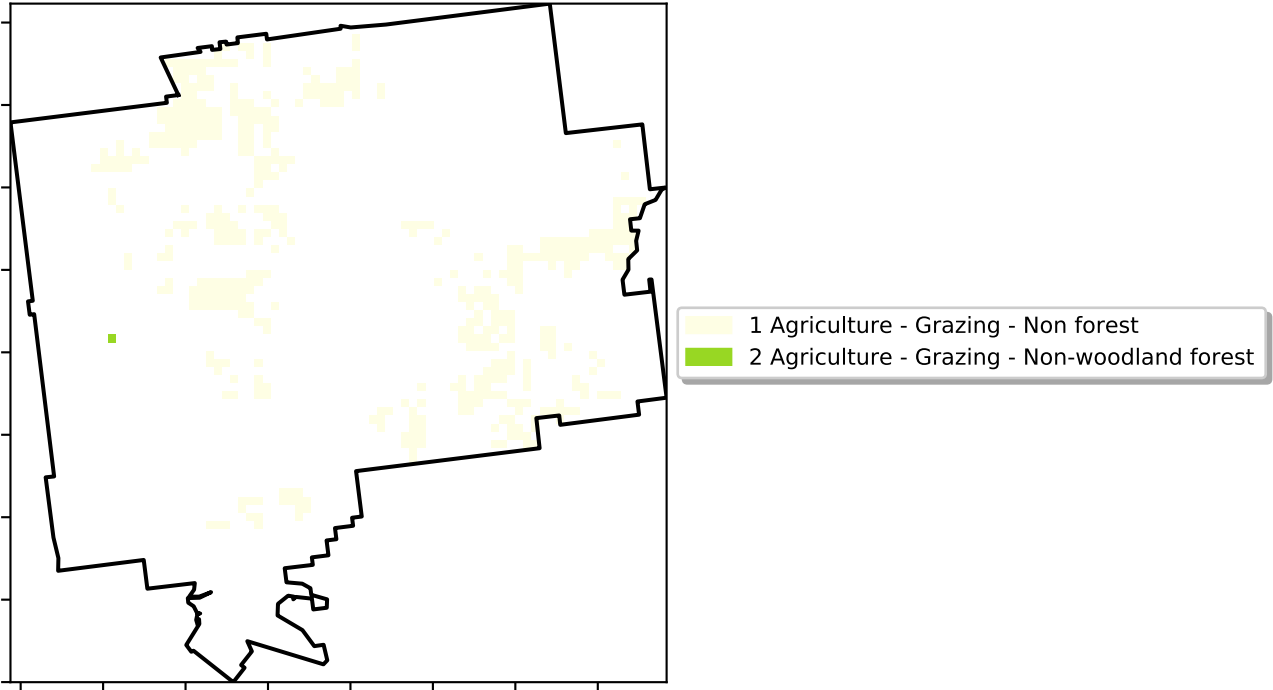 1 Agriculture - Grazing - Non forest
2 Agriculture - Grazing - Non-woodland forest